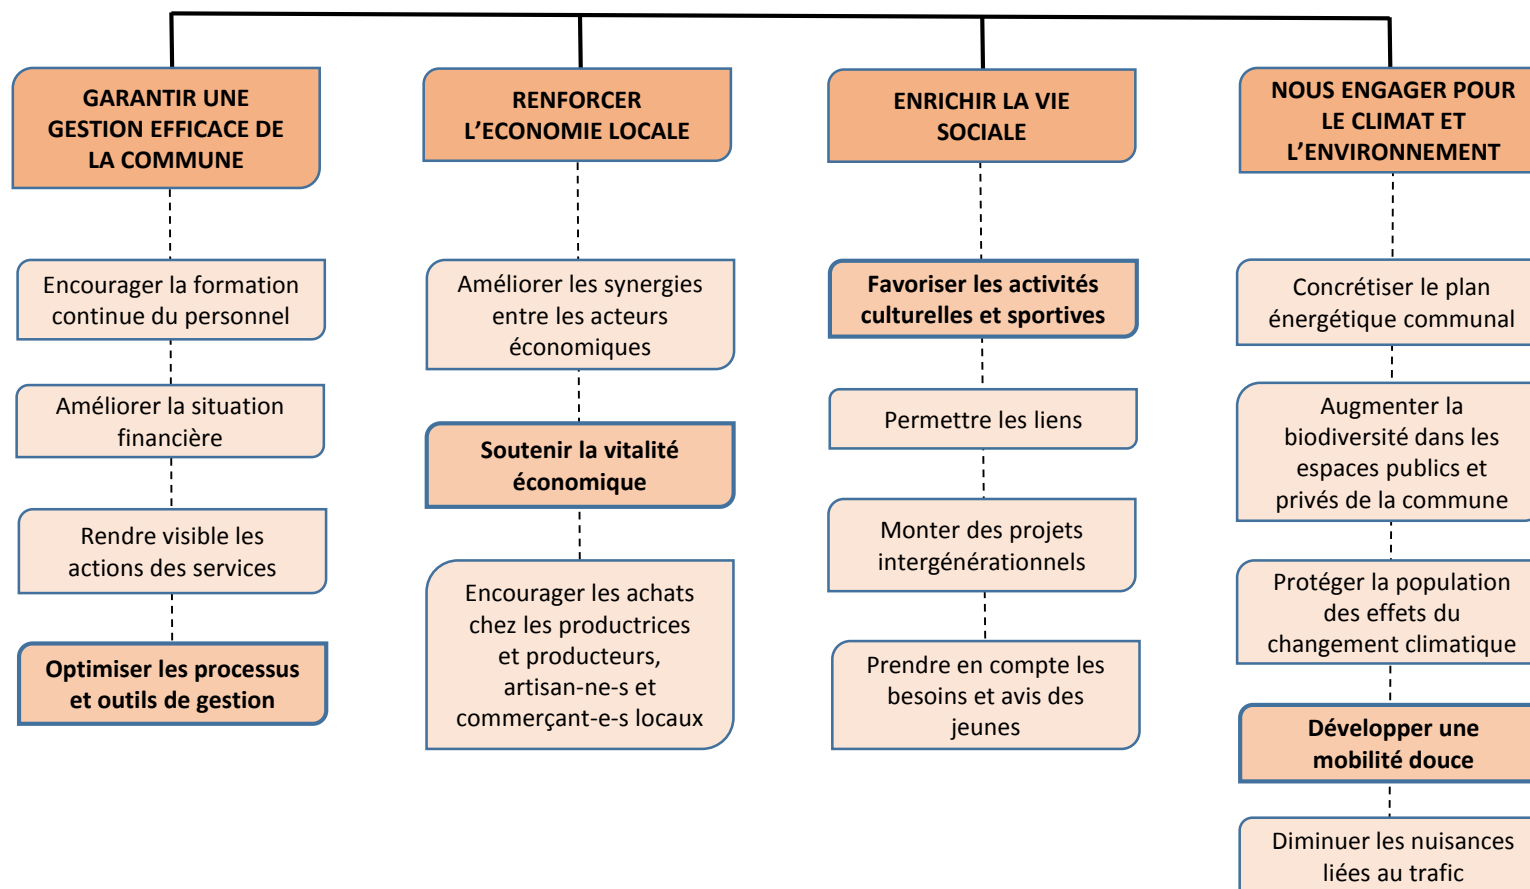 GARANTIR UNE
GESTION EFFICACE DE
LA COMMUNE
Encourager la formation
continue du personnel
Améliorer la situation
financière
Rendre visible les
actions des services
Optimiser les processus
et outils de gestion
RENFORCER
L’ECONOMIE LOCALE
Améliorer les synergies
entre les acteurs
économiques
Soutenir la vitalité
économique
Encourager les achats
chez les productrices
et producteurs,
artisan-ne-s et
commerçant-e-s locaux
ENRICHIR LA VIE
SOCIALE
Favoriser les activités
culturelles et sportives
Permettre les liens
Monter des projets
intergénérationnels
Prendre en compte les
besoins et avis des
jeunes
NOUS ENGAGER POUR
LE CLIMAT ET
L’ENVIRONNEMENT
Concrétiser le plan
énergétique communal
Augmenter la
biodiversité dans les
espaces publics et
privés de la commune
Protéger la population
des effets du
changement climatique
Développer une
mobilité douce
Diminuer les nuisances
liées au trafic